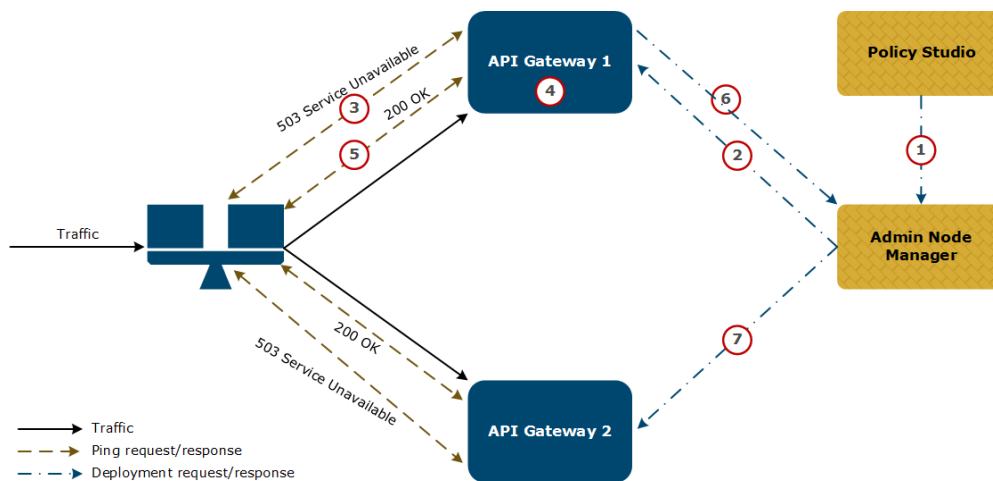 API Gateway 1
4
Policy Studio
503 Service Unavailable
3
200 OK
5
6
2
1
Traffic
Admin Node
Manager
200 OK
503 Service Unavailable
7
API Gateway 2
Traffic
Ping request/response
Deployment request/response